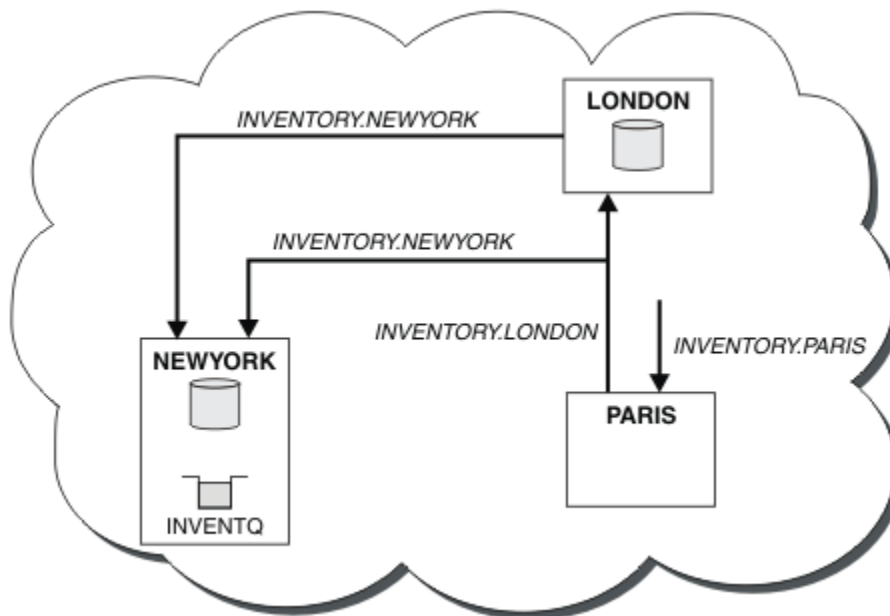 LONDON
INVENTORY.NEWYORK
INVENTORY.NEWYORK
INVENTORY.LONDON
INVENTORY.PARIS
NEWYORK
PARIS
INVENTQ